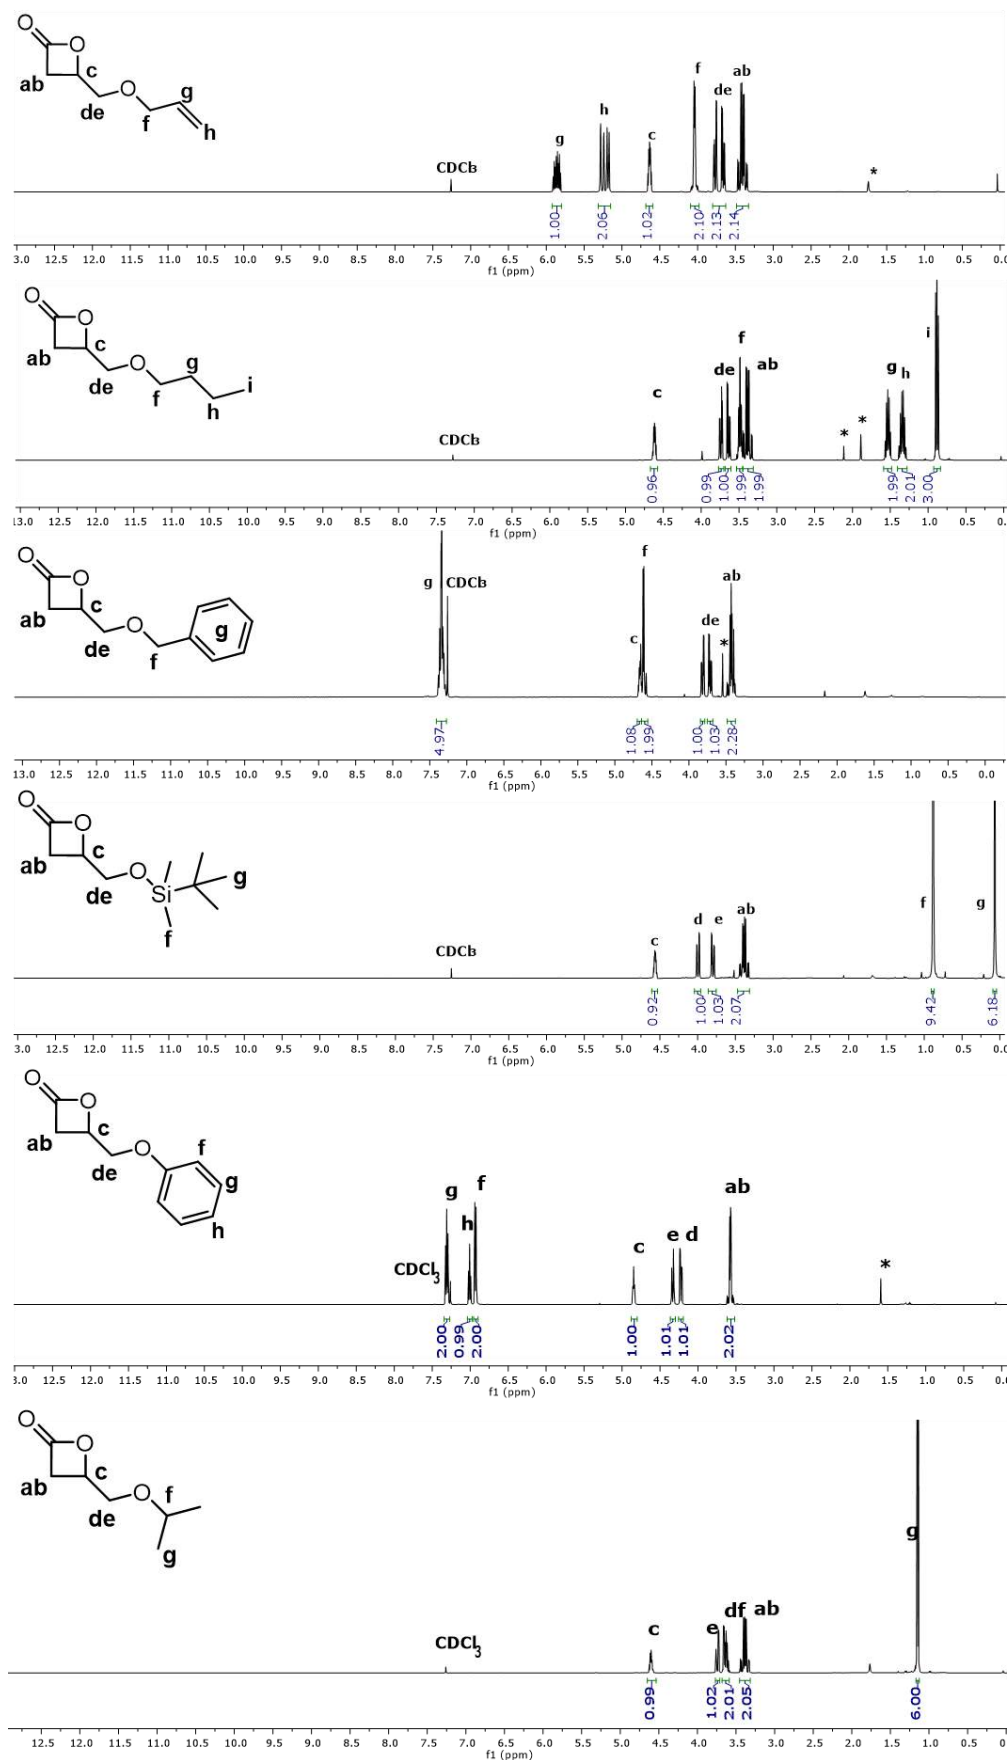 O
O
c
ab
O
g
de
f
h
CDCl3
g
h
c
f
de
ab
*
1.00
2.06
1.02
2.10
2.13
2.14
3.0 12.5 12.0 11.5 11.0 10.5 10.0 9.5 9.0 8.5 8.0 7.5 7.0 6.5 6.0 5.5 5.0 4.5 4.0 3.5 3.0 2.5 2.0 1.5 1.0 0.5 0.0
f1 (ppm)
O
O
c
ab
O
g
i
de
f
h
CDCl3
c
de
f
ab
*
*
g
h
i
0.96
0.99
1.00
1.99
1.99
1.99
2.01
3.00
13.0 12.5 12.0 11.5 11.0 10.5 10.0 9.5 9.0 8.5 8.0 7.5 7.0 6.5 6.0 5.5 5.0 4.5 4.0 3.5 3.0 2.5 2.0 1.5 1.0 0.5 0.
f1 (ppm)
O
O
c
ab
O
g
de
f
g
CDCl3
c
f
de
*
ab
4.97
1.08
1.99
1.00
1.03
2.28
13.0 12.5 12.0 11.5 11.0 10.5 10.0 9.5 9.0 8.5 8.0 7.5 7.0 6.5 6.0 5.5 5.0 4.5 4.0 3.5 3.0 2.5 2.0 1.5 1.0 0.5 0.0
f1 (ppm)
O
O
c
ab
O
Si
g
de
f
CDCl3
c
d
e
ab
f
g
0.92
1.00
1.03
2.07
9.42
6.18
3.0 12.5 12.0 11.5 11.0 10.5 10.0 9.5 9.0 8.5 8.0 7.5 7.0 6.5 6.0 5.5 5.0 4.5 4.0 3.5 3.0 2.5 2.0 1.5 1.0 0.5 0.0
f1 (ppm)
O
O
c
ab
O
f
de
g
h
CDCl3
g
h
f
c
e d
ab
*
2.00
0.99
2.00
1.00
1.01
1.01
2.02
3.0 12.5 12.0 11.5 11.0 10.5 10.0 9.5 9.0 8.5 8.0 7.5 7.0 6.5 6.0 5.5 5.0 4.5 4.0 3.5 3.0 2.5 2.0 1.5 1.0 0.5 0.0
f1 (ppm)
O
O
c
ab
O
f
de
g
CDCl3
c
e
df
ab
g
0.99
1.02
2.01
2.05
6.00
12.5 12.0 11.5 11.0 10.5 10.0 9.5 9.0 8.5 8.0 7.5 7.0 6.5 6.0 5.5 5.0 4.5 4.0 3.5 3.0 2.5 2.0 1.5 1.0 0.5 0.0
f1 (ppm)